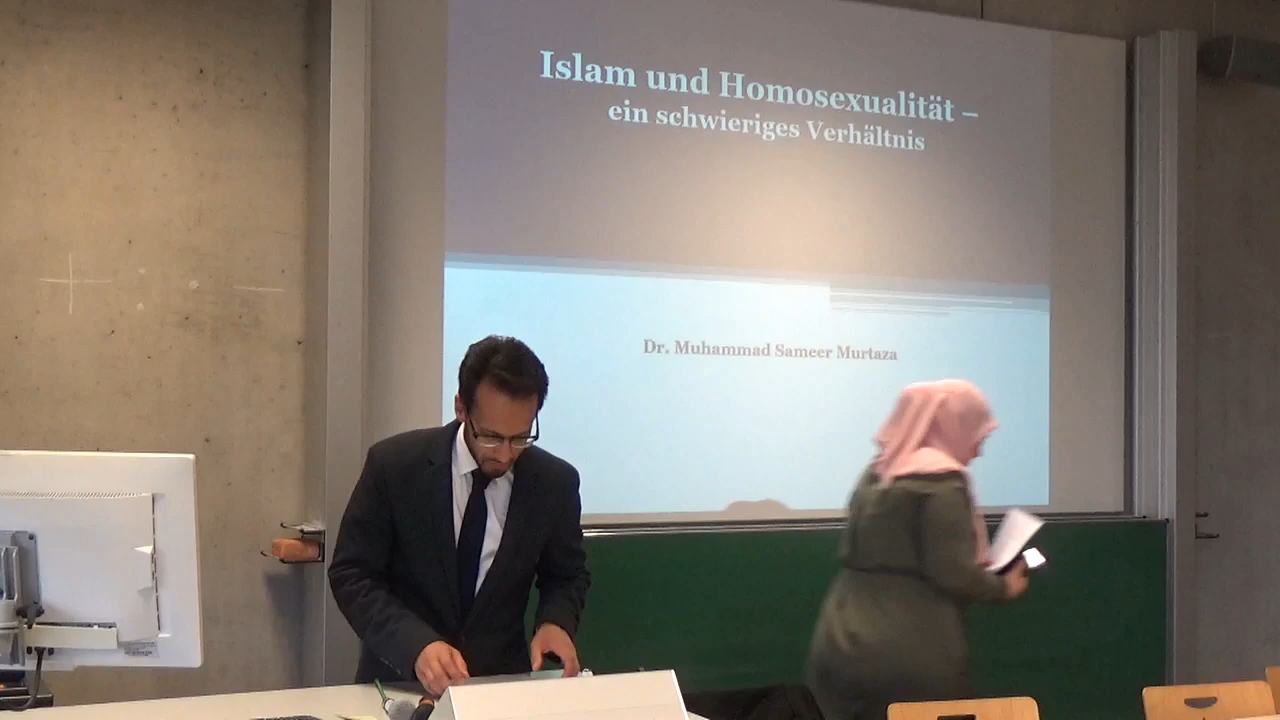 Islam und Homosexualität –
ein schwieriges Verhältnis
Dr. Muhammad Sameer Murtaza